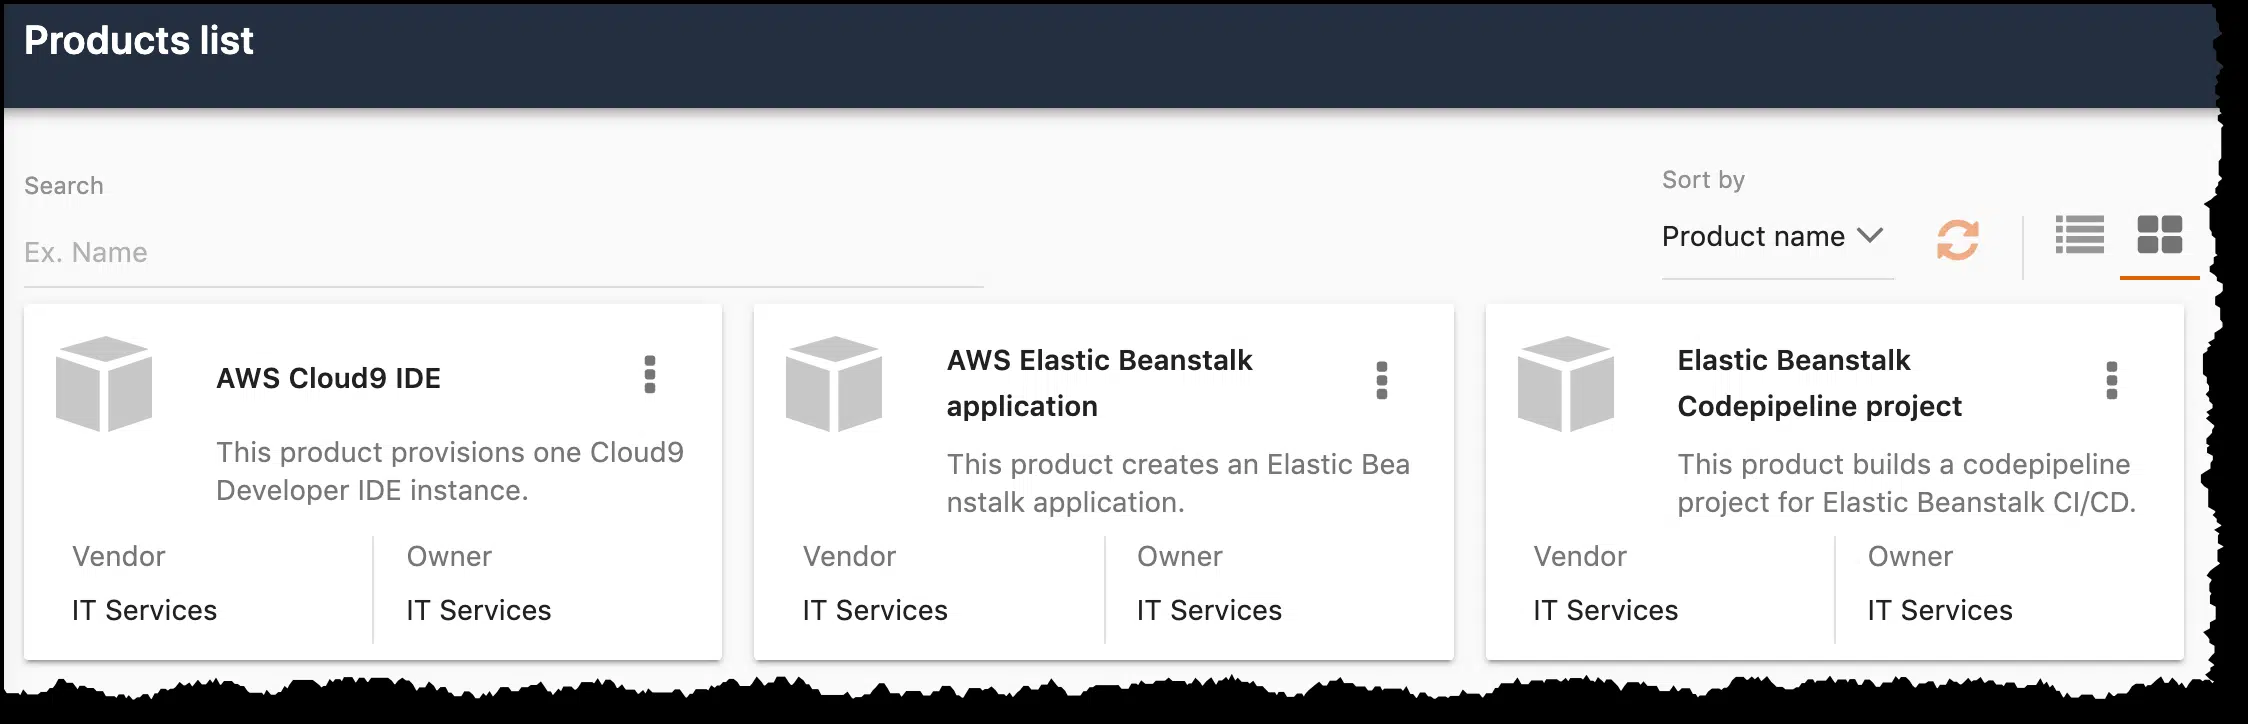 Products list
Search
Ex. Name
Sort by
Product name
AWS Cloud9 IDE
This product provisions one Cloud9
Developer IDE instance.
Vendor
IT Services
Owner
IT Services
AWS Elastic Beanstalk
application
This product creates an Elastic Bea
nstalk application.
Vendor
IT Services
Owner
IT Services
Elastic Beanstalk
Codepipeline project
This product builds a codepipeline
project for Elastic Beanstalk CI/CD.
Vendor
IT Services
Owner
IT Services